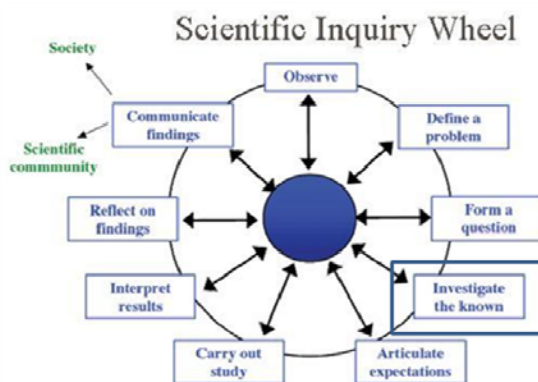 Scientific Inquiry Wheel
Society
Observe
Communicate
findings
Define a
problem
Scientific
commmunity
Reflect on
findings
Form a
question
Interpret
results
Investigate
the known
Carry out
study
Articulate
expectations